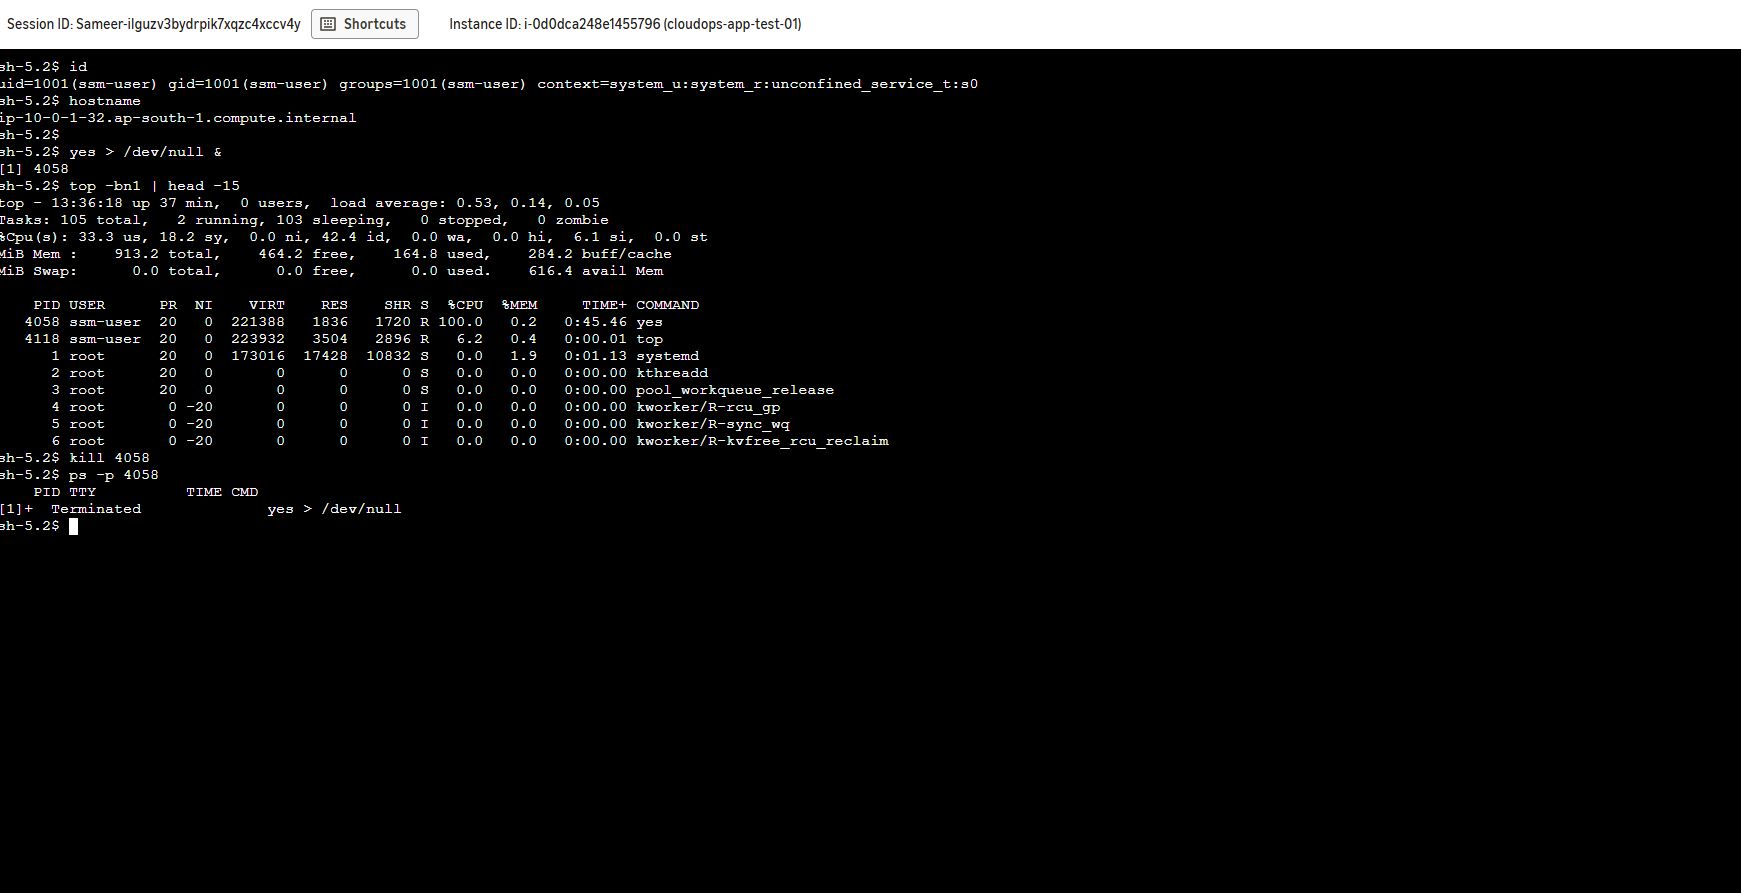 Session ID: Sameer-ilguzv3bydrpik7xqzc4xccv4y Shortcuts Instance ID: i-0d0dca248e1455796 (cloudops-app-test-01)
sh-5.2$ id
uid=1001(ssm-user) gid=1001(ssm-user) groups=1001(ssm-user) context=system_u:system_r:unconfined_service_t:s0
sh-5.2$ hostname
ip-10-0-1-32.ap-south-1.compute.internal
sh-5.2$
sh-5.2$ yes > /dev/null &
[1] 4058
sh-5.2$ top -bn1 | head -15
top - 13:36:18 up 37 min,  0 users,  load average: 0.53, 0.14, 0.05
Tasks: 105 total,   2 running, 103 sleeping,   0 stopped,   0 zombie
%Cpu(s): 33.3 us, 18.2 sy,  0.0 ni, 42.4 id,  0.0 wa,  0.0 hi,  6.1 si,  0.0 st
MiB Mem :    913.2 total,    464.2 free,    164.8 used,    284.2 buff/cache
MiB Swap:      0.0 total,      0.0 free,      0.0 used.    616.4 avail Mem
    PID USER      PR  NI    VIRT    RES    SHR S  %CPU  %MEM     TIME+ COMMAND
   4058 ssm-user  20   0  221388   1836   1720 R 100.0   0.2   0:45.46 yes
   4118 ssm-user  20   0  223932   3504   2896 R   6.2   0.4   0:00.01 top
      1 root      20   0  173016  17428  10832 S   0.0   1.9   0:01.13 systemd
      2 root      20   0       0      0      0 S   0.0   0.0   0:00.00 kthreadd
      3 root      20   0       0      0      0 S   0.0   0.0   0:00.00 pool_workqueue_release
      4 root       0 -20       0      0      0 I   0.0   0.0   0:00.00 kworker/R-rcu_gp
      5 root       0 -20       0      0      0 I   0.0   0.0   0:00.00 kworker/R-sync_wq
      6 root       0 -20       0      0      0 I   0.0   0.0   0:00.00 kworker/R-kvfree_rcu_reclaim
sh-5.2$ kill 4058
sh-5.2$ ps -p 4058
    PID TTY          TIME CMD
[1]+  Terminated              yes > /dev/null
sh-5.2$